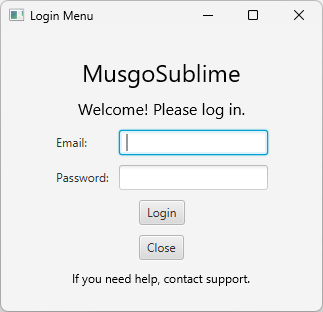 Login Menu
MusgoSublime
Welcome! Please log in.
Email:
Password:
Login
Close
If you need help, contact support.